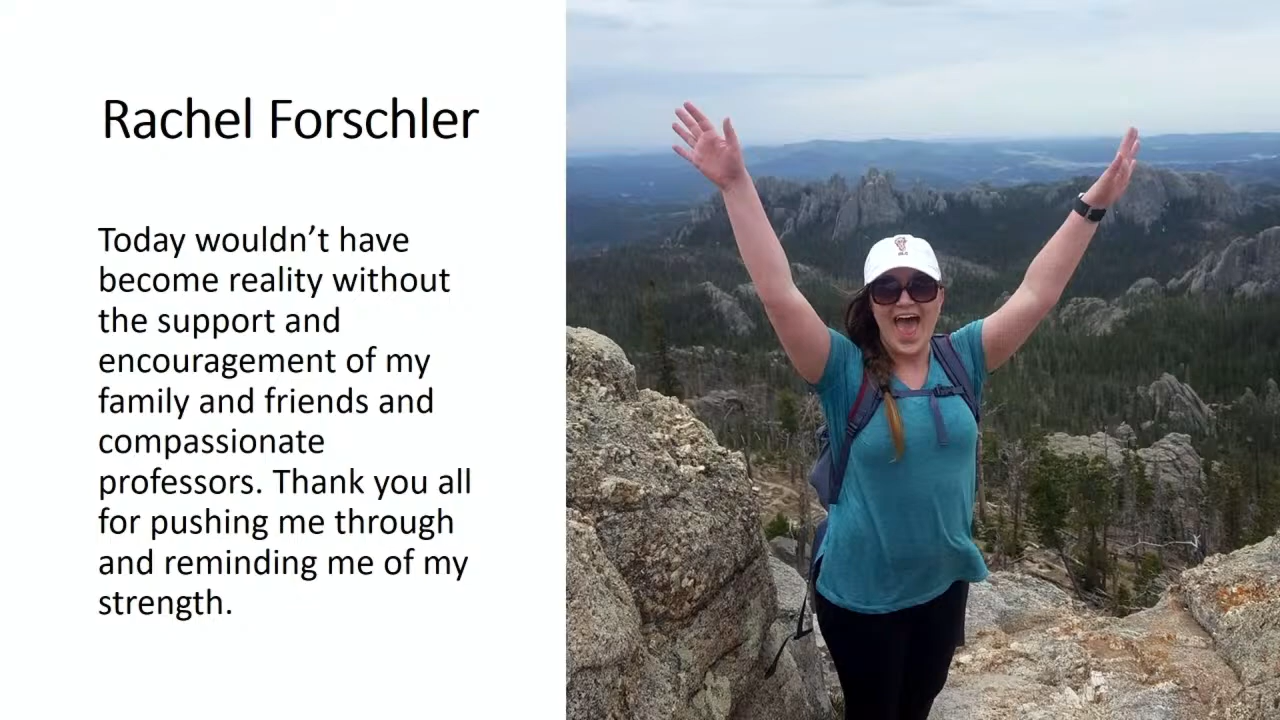 Rachel Forschler
Today wouldn’t have
become reality without
the support and
encouragement of my
family and friends and
compassionate
professors. Thank you all
for pushing me through
and reminding me of my
strength.